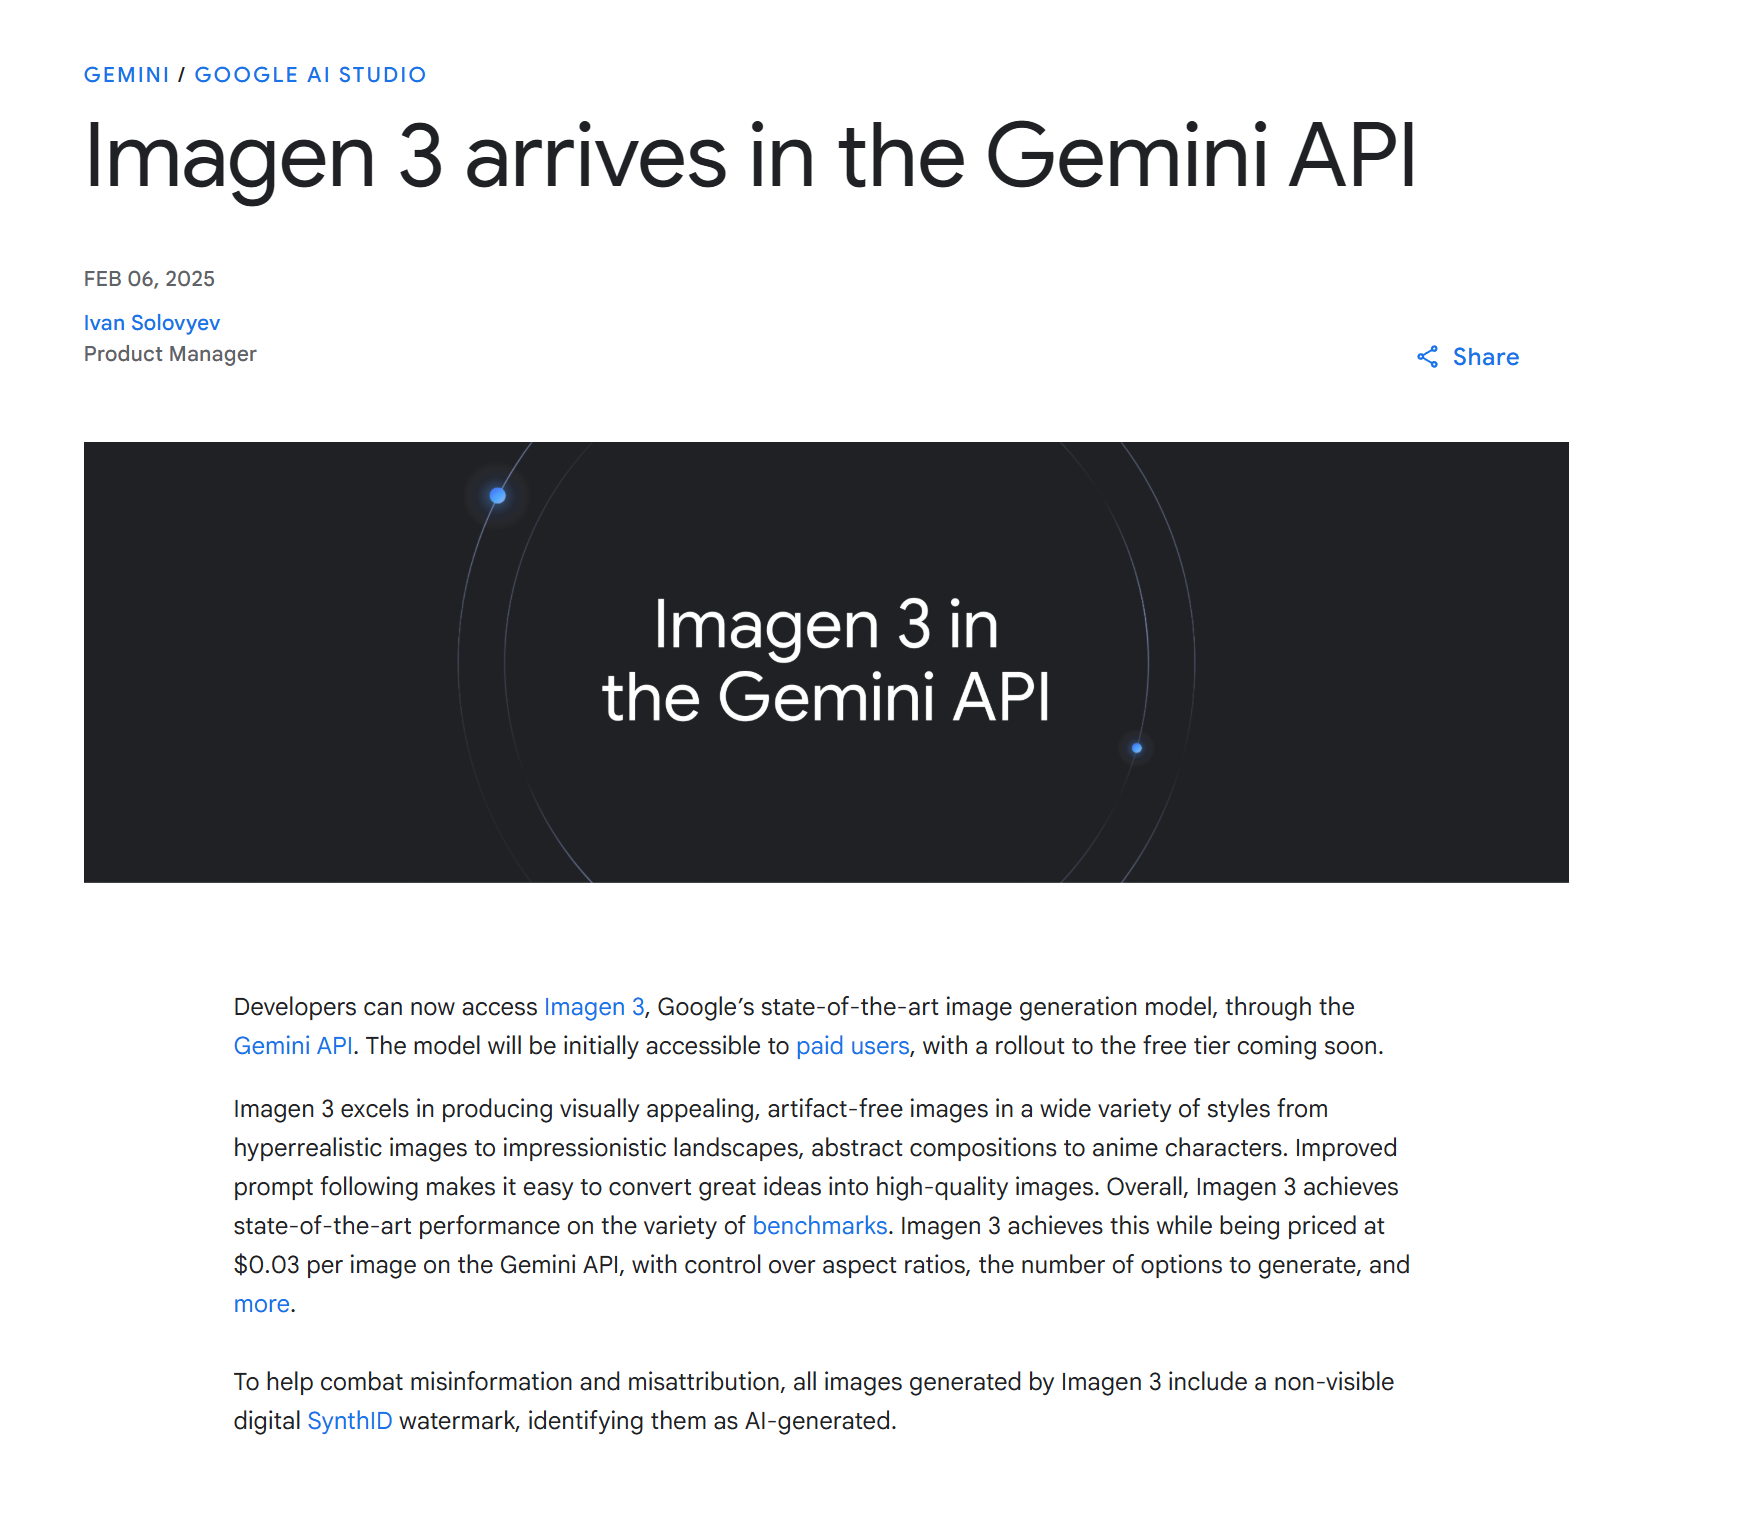 GEMINI / GOOGLE AI STUDIO
Imagen 3 arrives in the Gemini API
FEB 06, 2025
Ivan Solovyev
Product Manager
Share
Imagen 3 in
the Gemini API
Developers can now access Imagen 3, Google’s state-of-the-art image generation model, through the
Gemini API. The model will be initially accessible to paid users, with a rollout to the free tier coming soon.
Imagen 3 excels in producing visually appealing, artifact-free images in a wide variety of styles from
hyperrealistic images to impressionistic landscapes, abstract compositions to anime characters. Improved
prompt following makes it easy to convert great ideas into high-quality images. Overall, Imagen 3 achieves
state-of-the-art performance on the variety of benchmarks. Imagen 3 achieves this while being priced at
$0.03 per image on the Gemini API, with control over aspect ratios, the number of options to generate, and
more.
To help combat misinformation and misattribution, all images generated by Imagen 3 include a non-visible
digital SynthID watermark, identifying them as AI-generated.